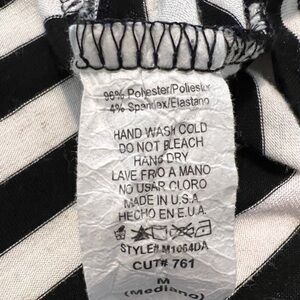 96% Polyester/Poliester
4% Spandex/Elastano
HAND WASH COLD
DO NOT BLEACH
HANG DRY
LAVE FRIO A MANO
NO USAR CLORO
MADE IN U.S.A.
HECHO EN E.U.A.
STYLE# M1064DA
CUT# 761
M
(Mediano)